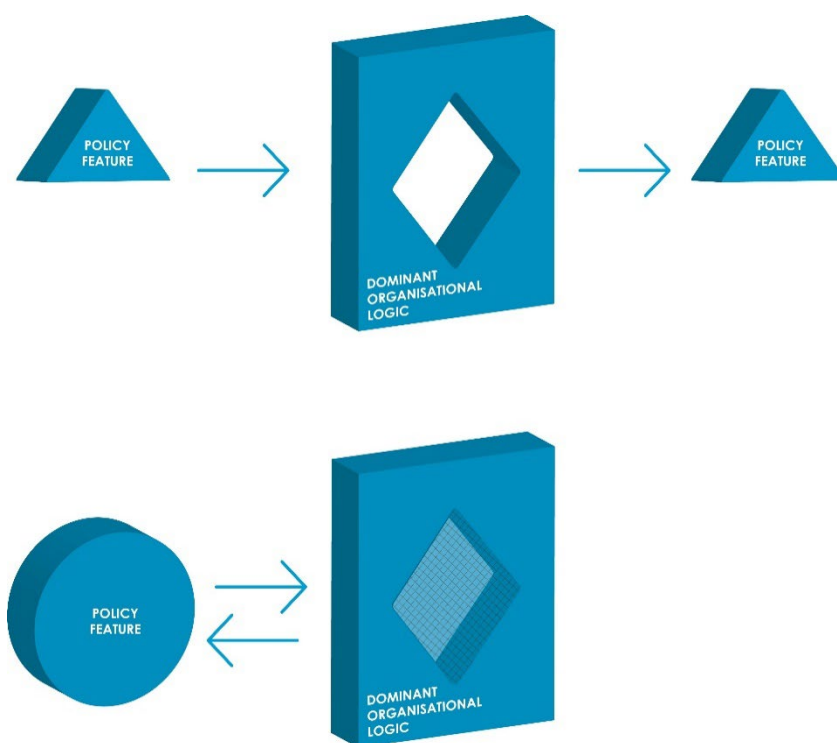 POLICY
FEATURE
DOMINANT
ORGANISATIONAL
LOGIC
POLICY
FEATURE
POLICY
FEATURE
DOMINANT
ORGANISATIONAL
LOGIC